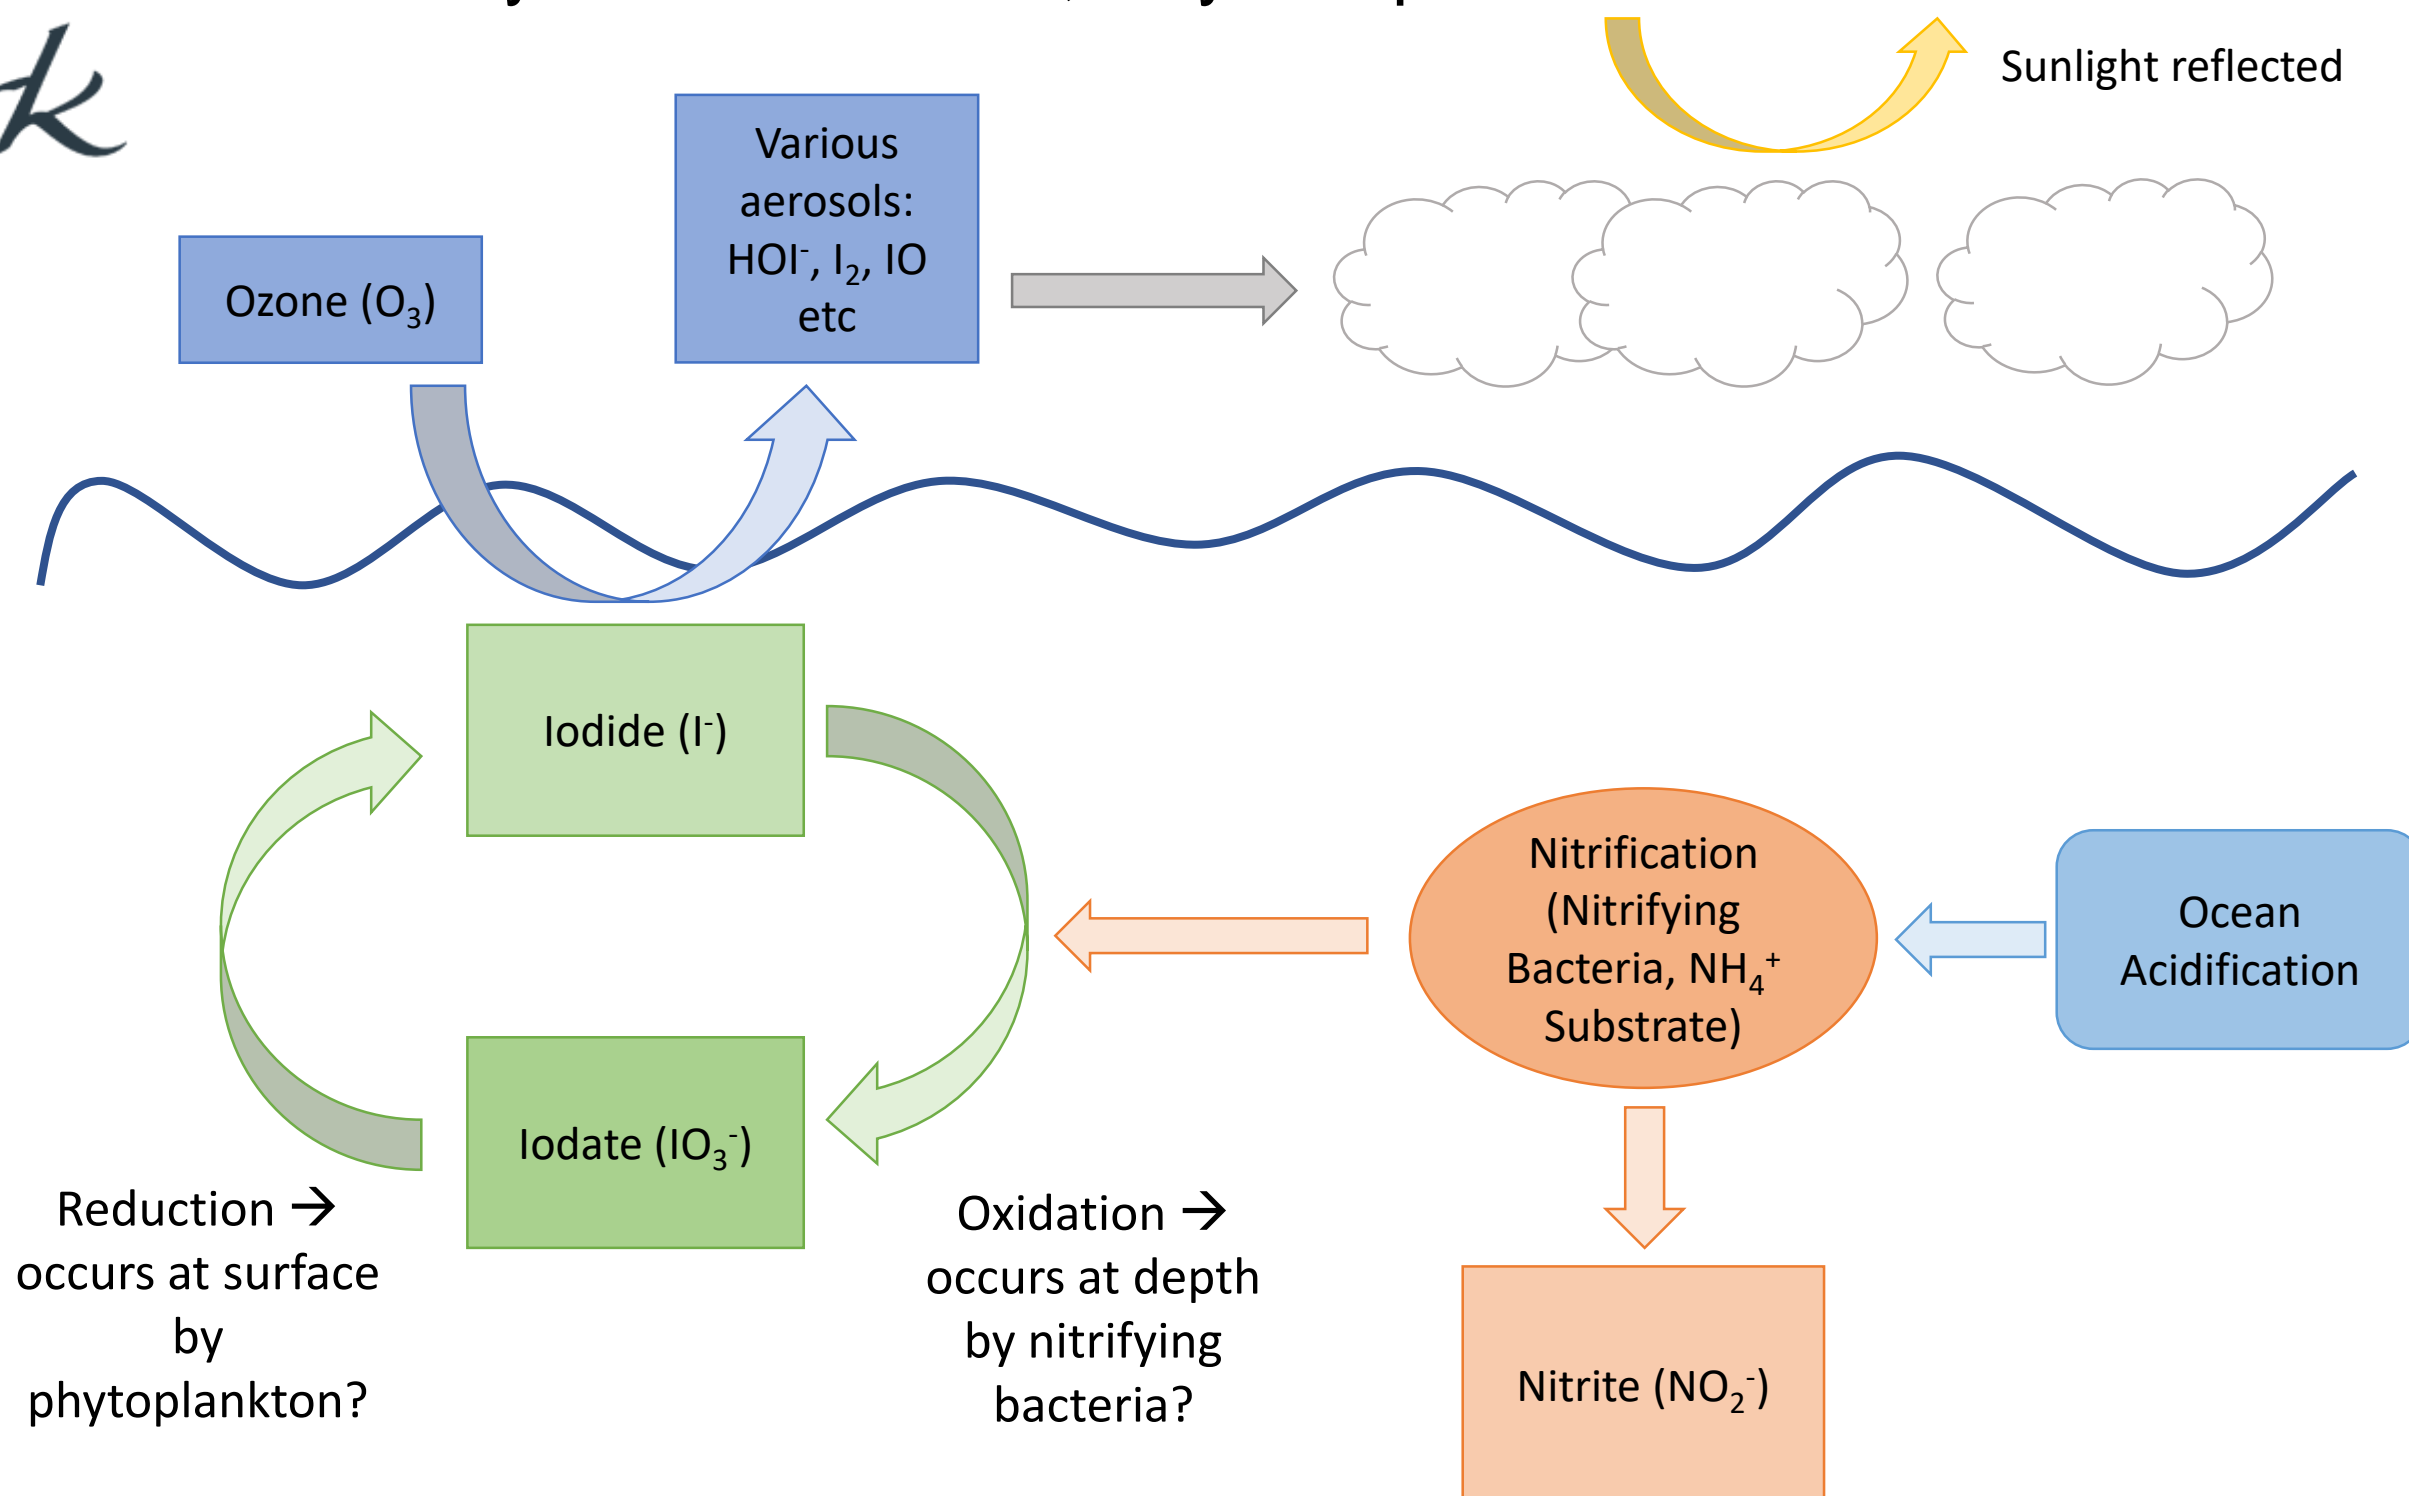 k
Sunlight reflected
Various
aerosols:
HOI⁻, I₂, IO
etc
Ozone (O₃)
Iodide (I⁻)
Nitrification
(Nitrifying
Bacteria, NH₄⁺
Substrate)
Ocean
Acidification
Iodate (IO₃⁻)
Reduction →
occurs at surface
by
phytoplankton?
Oxidation →
occurs at depth
by nitrifying
bacteria?
Nitrite (NO₂⁻)